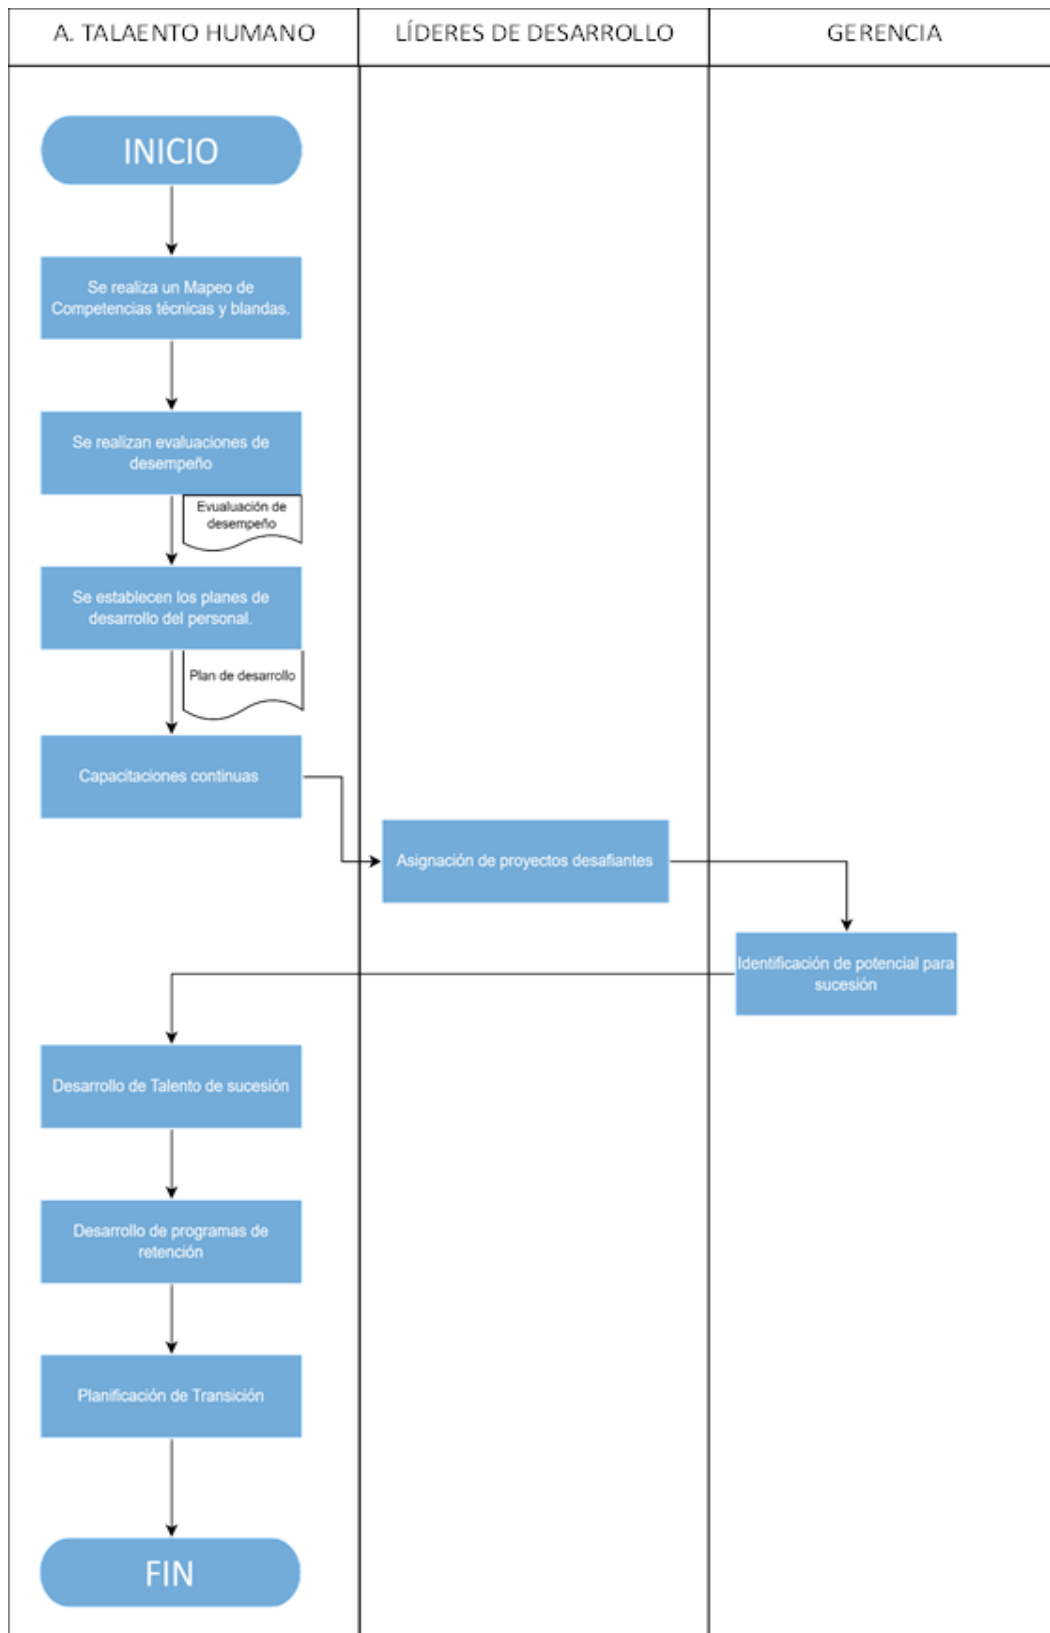 A. TALAENTO HUMANO
LÍDERES DE DESARROLLO
GERENCIA
INICIO
Se realiza un Mapeo de
Competencias técnicas y blandas.
Se realizan evaluaciones de
desempeño
Evualuación de
desempeño
Se establecen los planes de
desarrollo del personal.
Plan de desarrollo
Capacitaciones continuas
Asignación de proyectos desafiantes
Identificación de potencial para
sucesión
Desarrollo de Talento de sucesión
Desarrollo de programas de
retención
Planificación de Transición
FIN